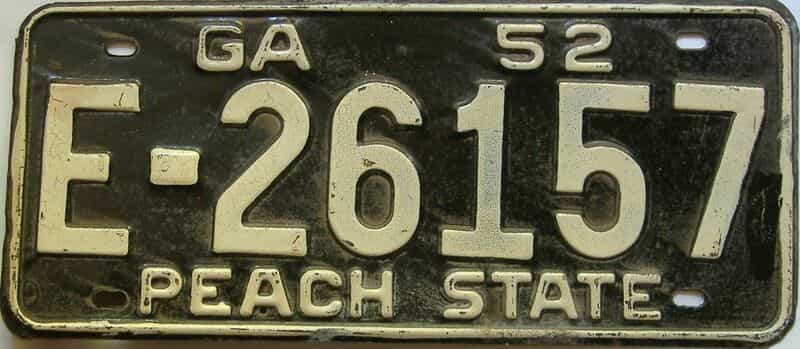 GA 52
E-26157
PEACH STATE